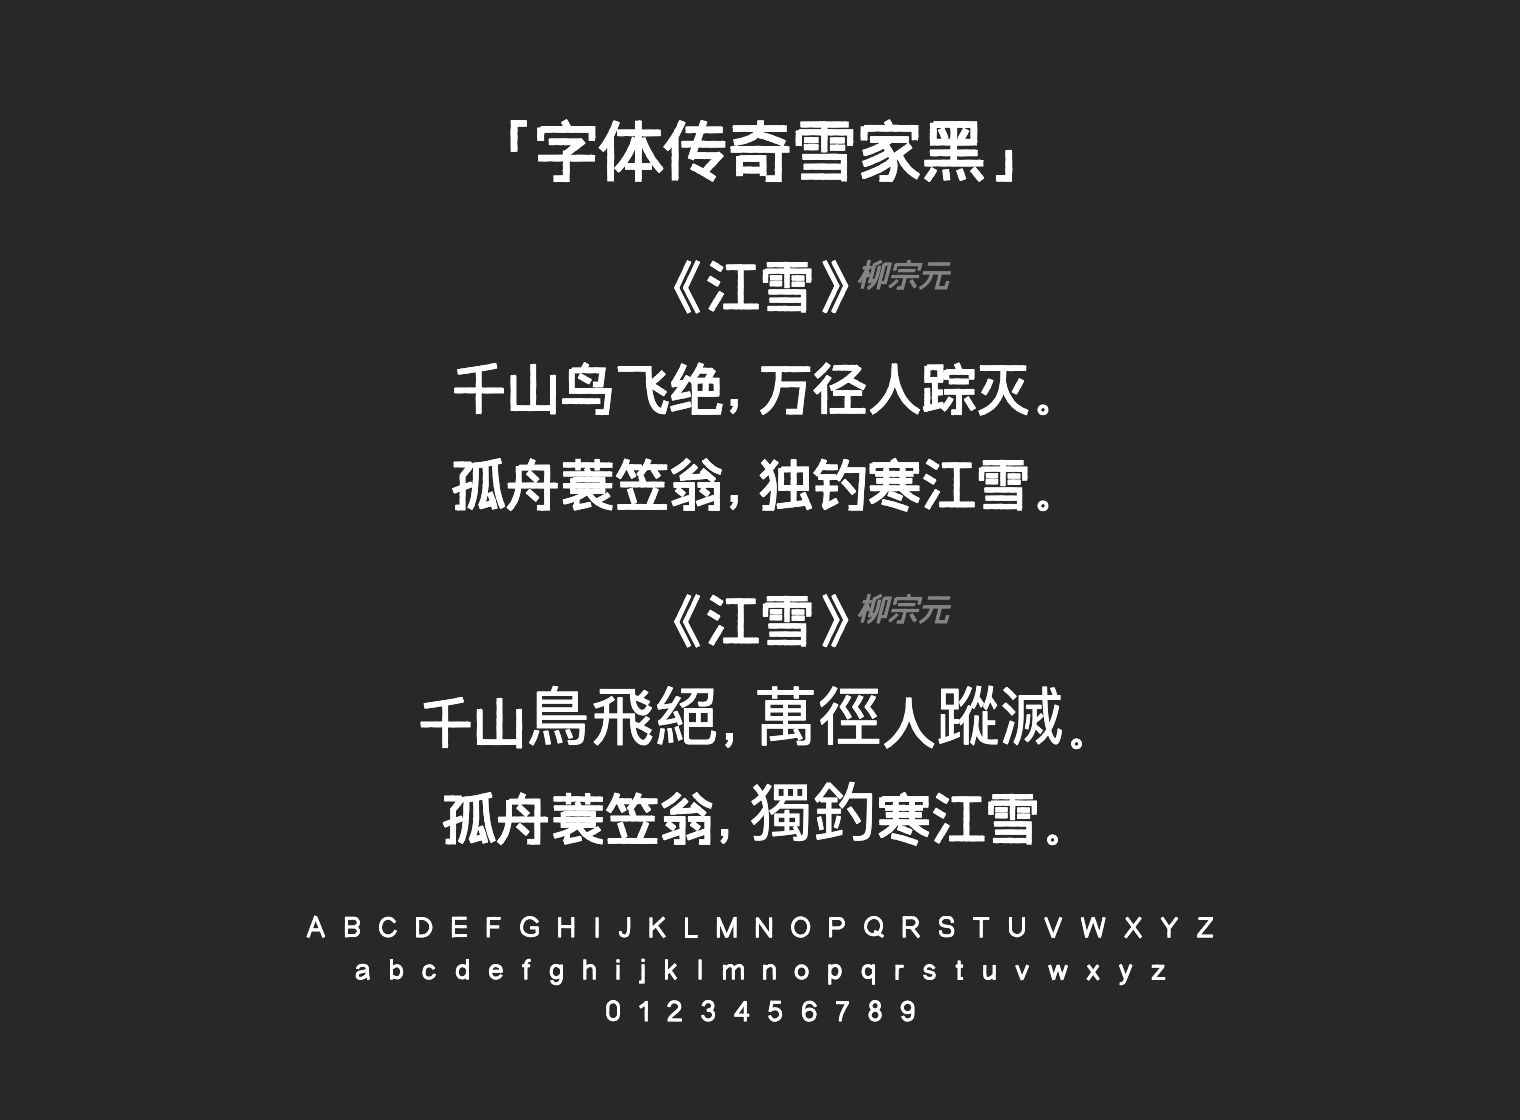 「字体传奇雪家黑」
《江雪》柳宗元
千山鸟飞绝，万径人踪灭。
孤舟蓑笠翁，独钓寒江雪。
《江雪》柳宗元
千山鳥飛絕，萬徑人蹤滅。
孤舟蓑笠翁，獨釣寒江雪。
A B C D E F G H I J K L M N O P Q R S T U V W X Y Z
a b c d e f g h i j k l m n o p q r s t u v w x y z
0 1 2 3 4 5 6 7 8 9